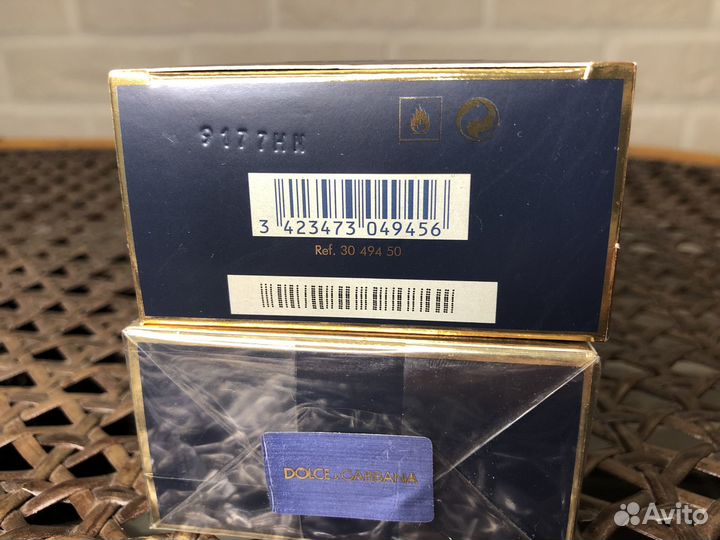 9177HN
3 423473 049456
Ref. 30 494 50
DOLCE & GABBANA
Avito